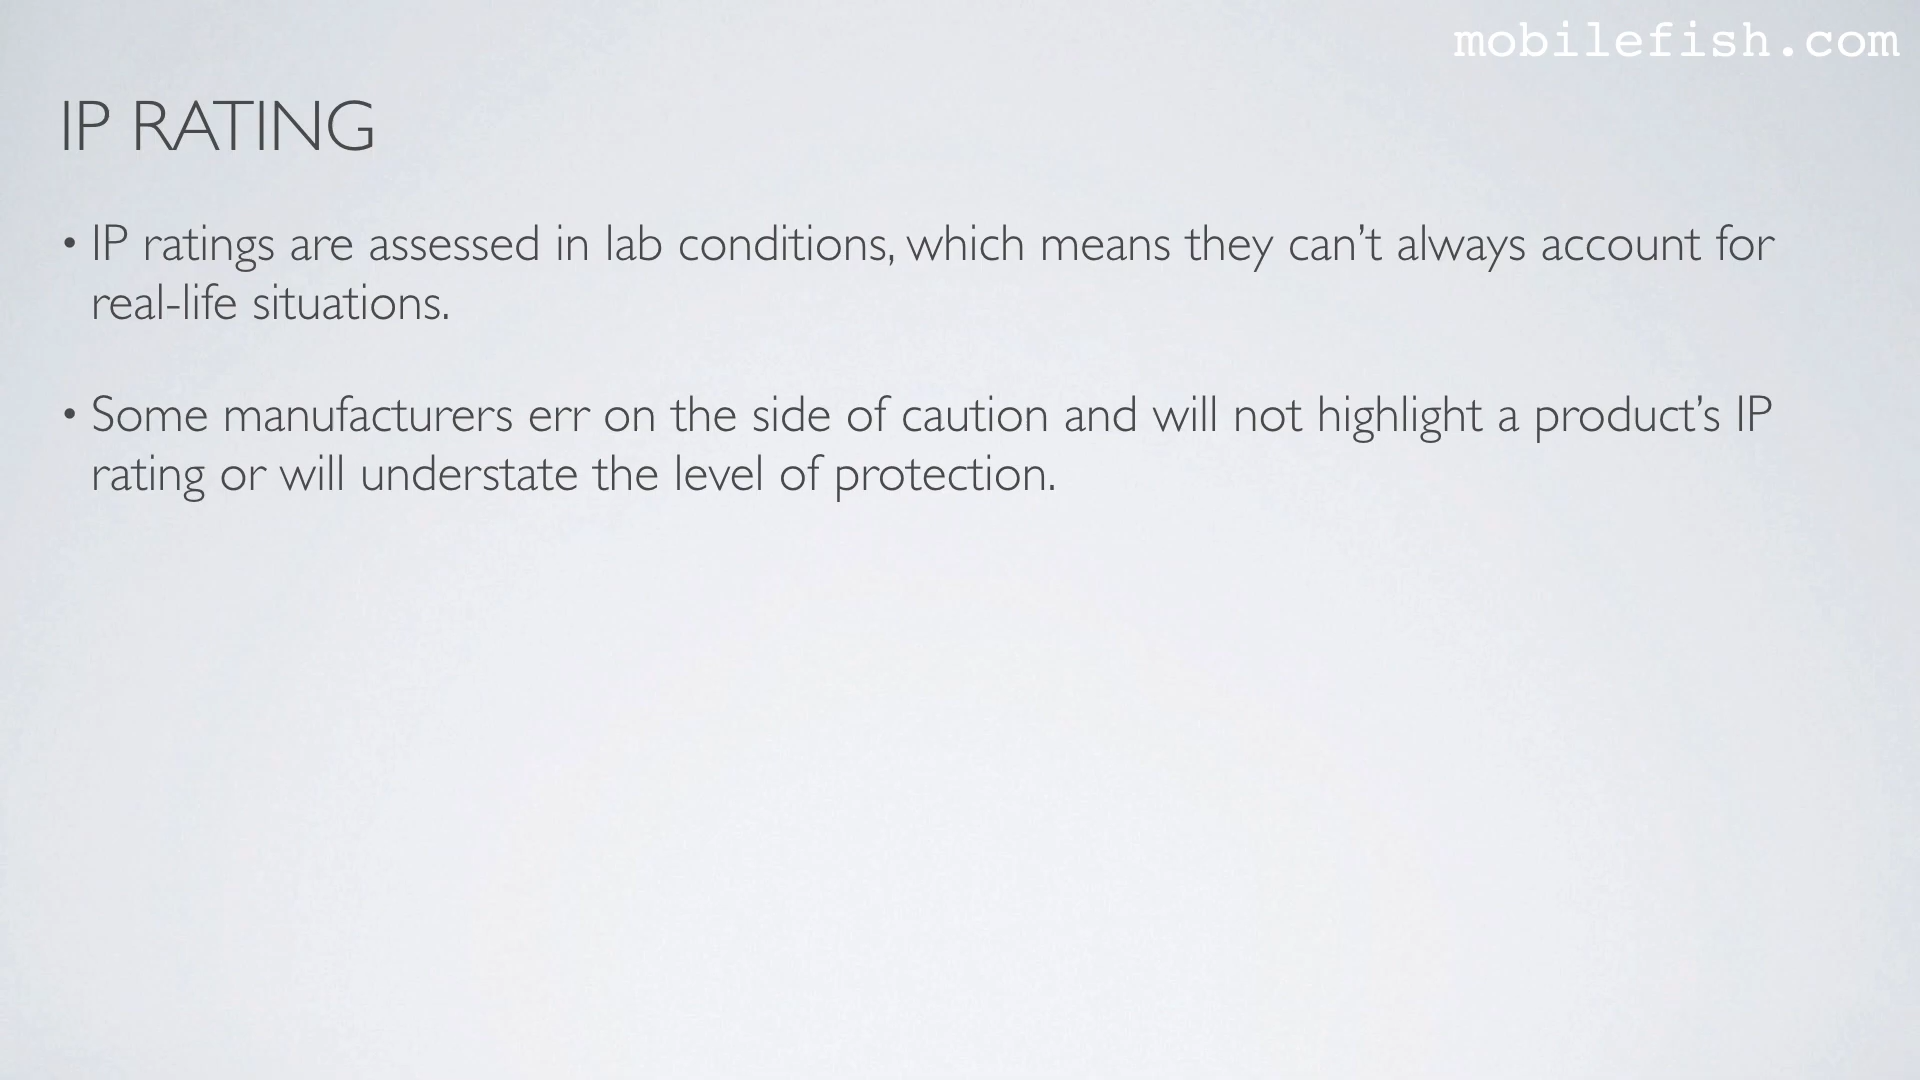 mobilefish.com
IP RATING
• IP ratings are assessed in lab conditions, which means they can’t always account for
real-life situations.
• Some manufacturers err on the side of caution and will not highlight a product’s IP
rating or will understate the level of protection.